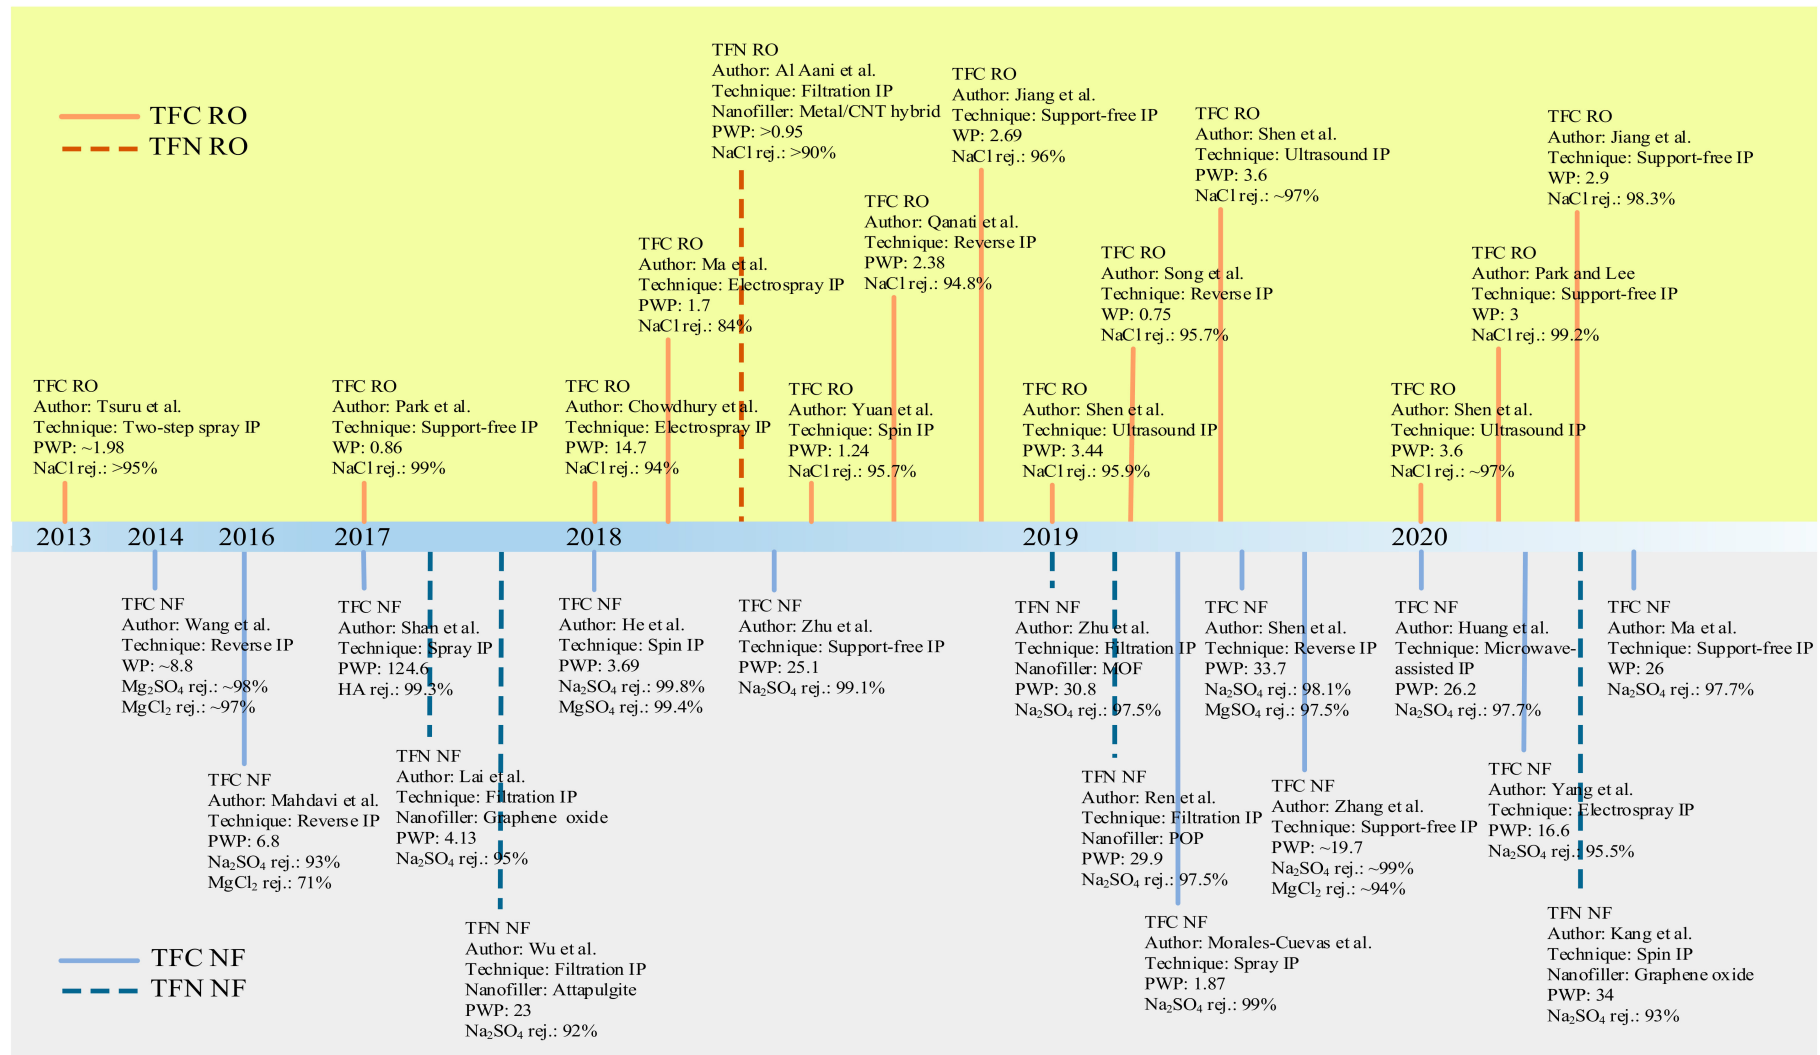 TFC RO
TFN RO
TFN RO
Author: Al Aani et al.
Technique: Filtration IP
Nanofiller: Metal/CNT hybrid
PWP: >0.95
NaCl rej.: >90%
TFC RO
Author: Jiang et al.
Technique: Support-free IP
WP: 2.69
NaCl rej.: 96%
TFC RO
Author: Shen et al.
Technique: Ultrasound IP
PWP: 3.6
NaCl rej.: ~97%
TFC RO
Author: Jiang et al.
Technique: Support-free IP
WP: 2.9
NaCl rej.: 98.3%
TFC RO
Author: Ma et al.
Technique: Electrospray IP
PWP: 1.7
NaCl rej.: 84%
TFC RO
Author: Qanati et al.
Technique: Reverse IP
PWP: 2.38
NaCl rej.: 94.8%
TFC RO
Author: Song et al.
Technique: Reverse IP
WP: 0.75
NaCl rej.: 95.7%
TFC RO
Author: Park and Lee
Technique: Support-free IP
WP: 3
NaCl rej.: 99.2%
TFC RO
Author: Tsuru et al.
Technique: Two-step spray IP
PWP: ~1.98
NaCl rej.: >95%
TFC RO
Author: Park et al.
Technique: Support-free IP
WP: 0.86
NaCl rej.: 99%
TFC RO
Author: Chowdhury et al.
Technique: Electrospray IP
PWP: 14.7
NaCl rej.: 94%
TFC RO
Author: Yuan et al.
Technique: Spin IP
PWP: 1.24
NaCl rej.: 95.7%
TFC RO
Author: Shen et al.
Technique: Ultrasound IP
PWP: 3.44
NaCl rej.: 95.9%
TFC RO
Author: Shen et al.
Technique: Ultrasound IP
PWP: 3.6
NaCl rej.: ~97%
2013 2014 2016 2017 2018 2019 2020
TFC NF
Author: Wang et al.
Technique: Reverse IP
WP: ~8.8
Mg₂SO₄ rej.: ~98%
MgCl₂ rej.: ~97%
TFC NF
Author: Shan et al.
Technique: Spray IP
PWP: 124.6
HA rej.: 99.3%
TFC NF
Author: He et al.
Technique: Spin IP
PWP: 3.69
Na₂SO₄ rej.: 99.8%
MgSO₄ rej.: 99.4%
TFC NF
Author: Zhu et al.
Technique: Support-free IP
PWP: 25.1
Na₂SO₄ rej.: 99.1%
TFN NF
Author: Zhu et al.
Technique: Filtration IP
Nanofiller: MOF
PWP: 30.8
Na₂SO₄ rej.: 97.5%
TFC NF
Author: Shen et al.
Technique: Reverse IP
PWP: 33.7
Na₂SO₄ rej.: 98.1%
MgSO₄ rej.: 97.5%
TFC NF
Author: Huang et al.
Technique: Microwave-
assisted IP
PWP: 26.2
Na₂SO₄ rej.: 97.7%
TFC NF
Author: Ma et al.
Technique: Support-free IP
WP: 26
Na₂SO₄ rej.: 97.7%
TFC NF
Author: Mahdavi et al.
Technique: Reverse IP
PWP: 6.8
Na₂SO₄ rej.: 93%
MgCl₂ rej.: 71%
TFN NF
Author: Lai et al.
Technique: Filtration IP
Nanofiller: Graphene oxide
PWP: 4.13
Na₂SO₄ rej.: 95%
TFN NF
Author: Ren et al.
Technique: Filtration IP
Nanofiller: POP
PWP: 29.9
Na₂SO₄ rej.: 97.5%
TFC NF
Author: Zhang et al.
Technique: Support-free IP
PWP: ~19.7
Na₂SO₄ rej.: ~99%
MgCl₂ rej.: ~94%
TFC NF
Author: Yang et al.
Technique: Electrospray IP
PWP: 16.6
Na₂SO₄ rej.: 95.5%
TFN NF
Author: Wu et al.
Technique: Filtration IP
Nanofiller: Attapulgite
PWP: 23
Na₂SO₄ rej.: 92%
TFC NF
Author: Morales-Cuevas et al.
Technique: Spray IP
PWP: 1.87
Na₂SO₄ rej.: 99%
TFN NF
Author: Kang et al.
Technique: Spin IP
Nanofiller: Graphene oxide
PWP: 34
Na₂SO₄ rej.: 93%
TFC NF
TFN NF